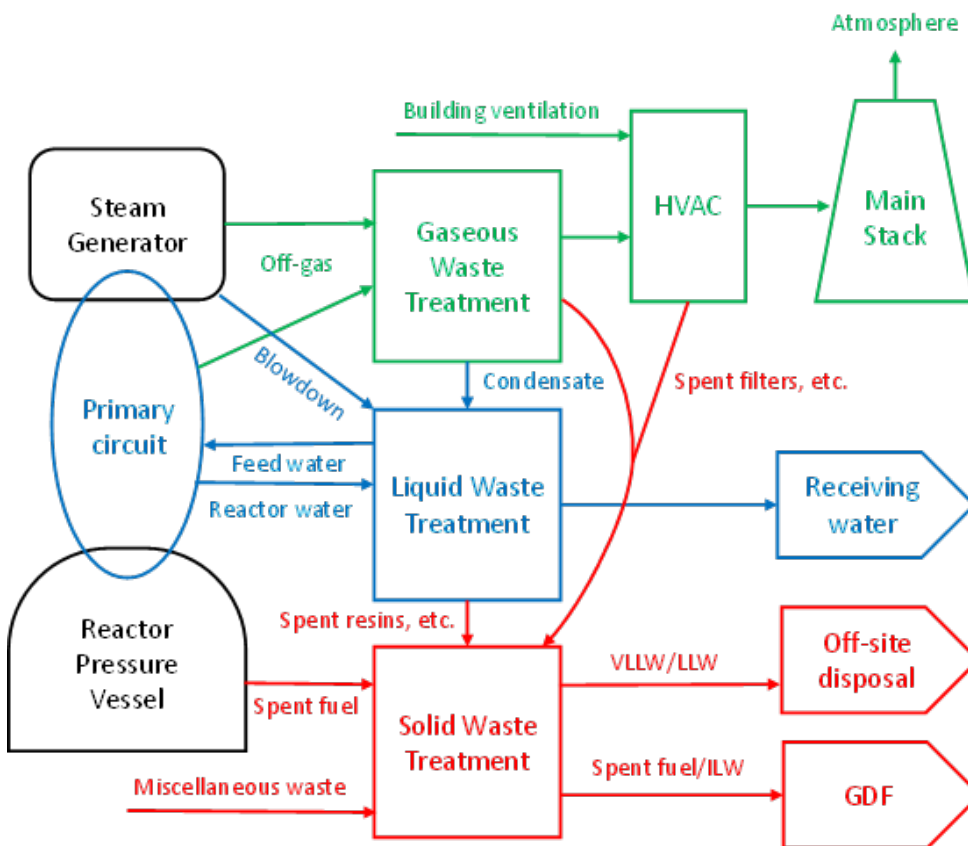 Atmosphere
Building ventilation
Steam
Generator
HVAC
Main
Stack
Gaseous
Waste
Treatment
Off-gas
Blowdown
Condensate
Spent filters, etc.
Primary
circuit
Feed water
Reactor water
Liquid Waste
Treatment
Receiving
water
Spent resins, etc.
Reactor
Pressure
Vessel
Spent fuel
VLLW/LLW
Off-site
disposal
Solid Waste
Treatment
Spent fuel/ILW
GDF
Miscellaneous waste